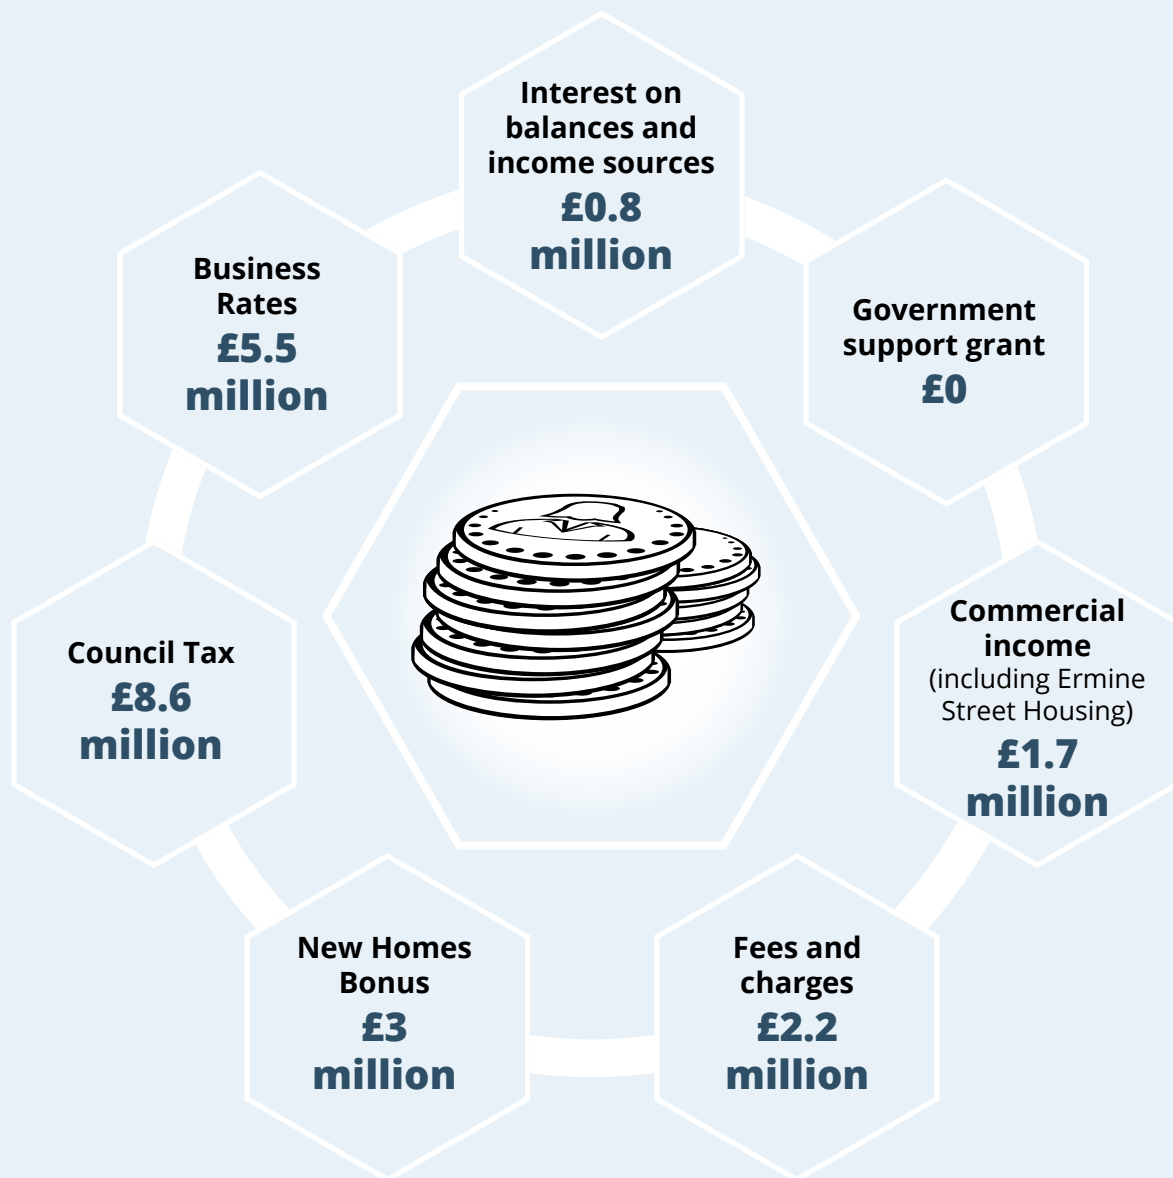 Interest on
balances and
income sources
£0.8
million
Business
Rates
£5.5
million
Government
support grant
£0
Council Tax
£8.6
million
Commercial
income
(including Ermine
Street Housing)
£1.7
million
New Homes
Bonus
£3
million
Fees and
charges
£2.2
million